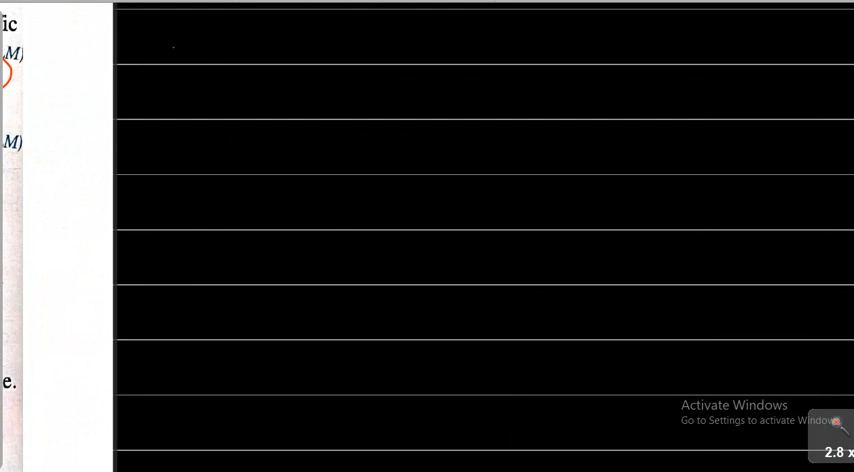 ic
M)
M)
e.
Activate Windows
Go to Settings to activate Windows
2.8 x